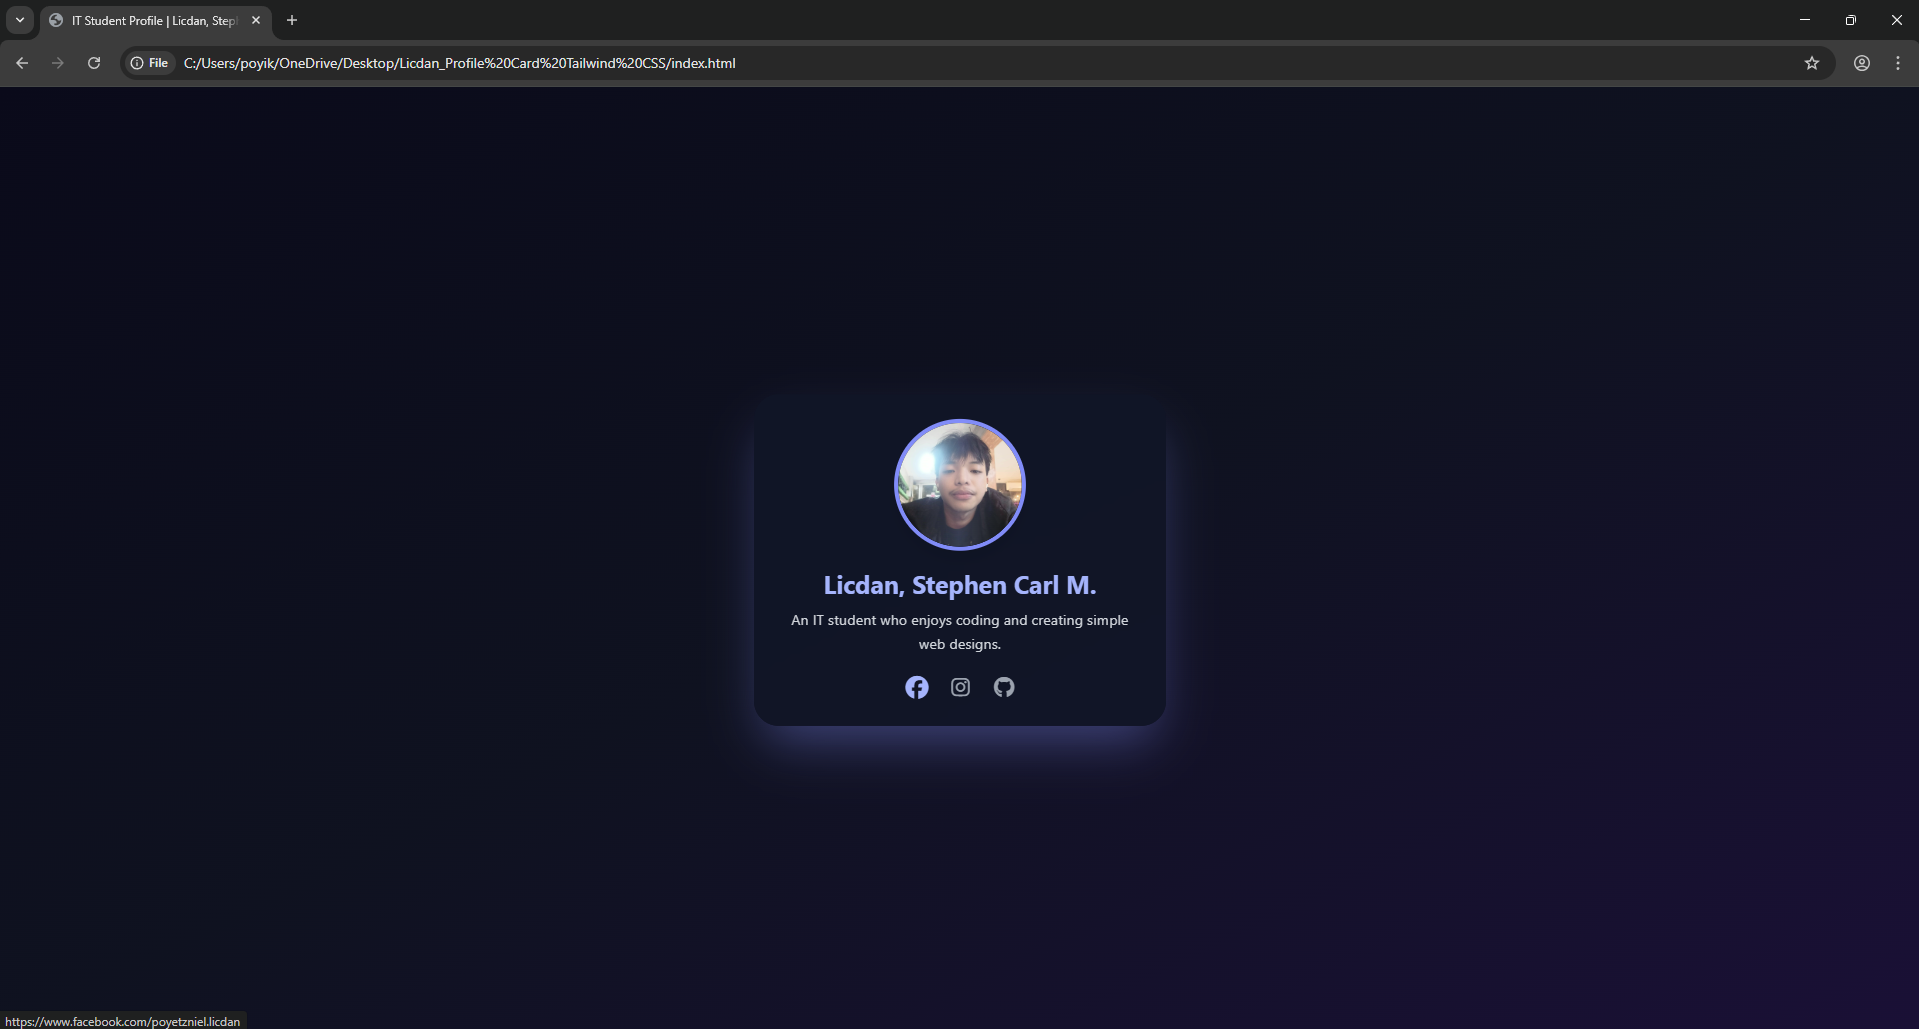 IT Student Profile | Licdan, Step
File
C:/Users/poyik/OneDrive/Desktop/Licdan_Profile%20Card%20Tailwind%20CSS/index.html
Licdan, Stephen Carl M.
An IT student who enjoys coding and creating simple
web designs.
https://www.facebook.com/poyetzniel.licdan